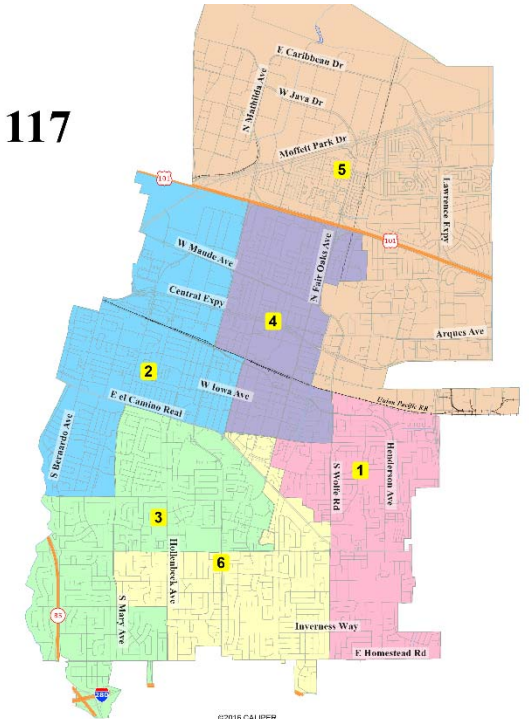 E Caribbean Dr
N Mathilda Ave
W Java Dr
117
Moffett Park Dr
5
101
Lawrence Expy
N Fair Oaks Ave
W Maude Ave
101
Central Expy
4
Arques Ave
2
W Iowa Ave
Union Pacific RR
E el Camino Real
S Bernardo Ave
1
Henderson Ave
S Wolfe Rd
3
Hollenbeck Ave
6
S Mary Ave
85
Inverness Way
E Homestead Rd
280
©2016 CALIPER